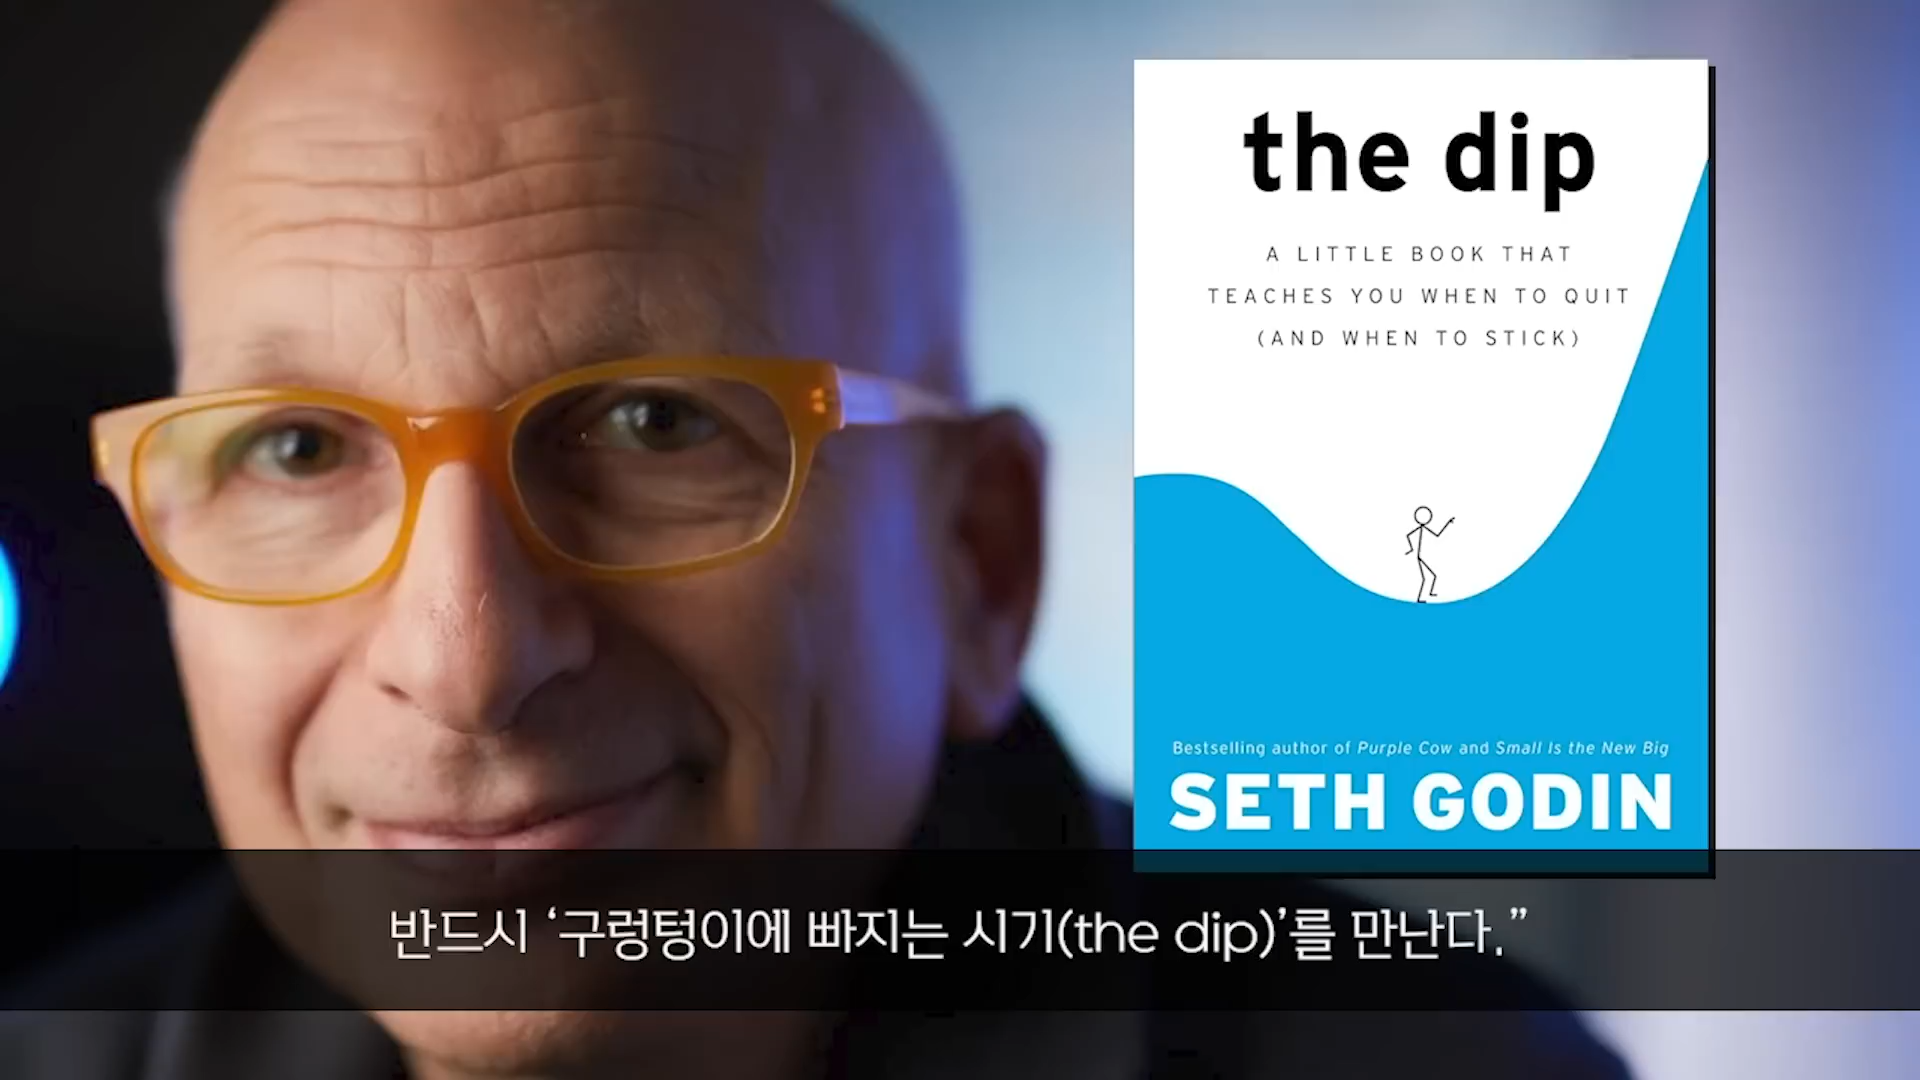 the dip
A LITTLE BOOK THAT
TEACHES YOU WHEN TO QUIT
(AND WHEN TO STICK)
Bestselling author of Purple Cow and Small Is the New Big
SETH GODIN
반드시 ‘구렁텅이에 빠지는 시기(the dip)’를 만난다.”